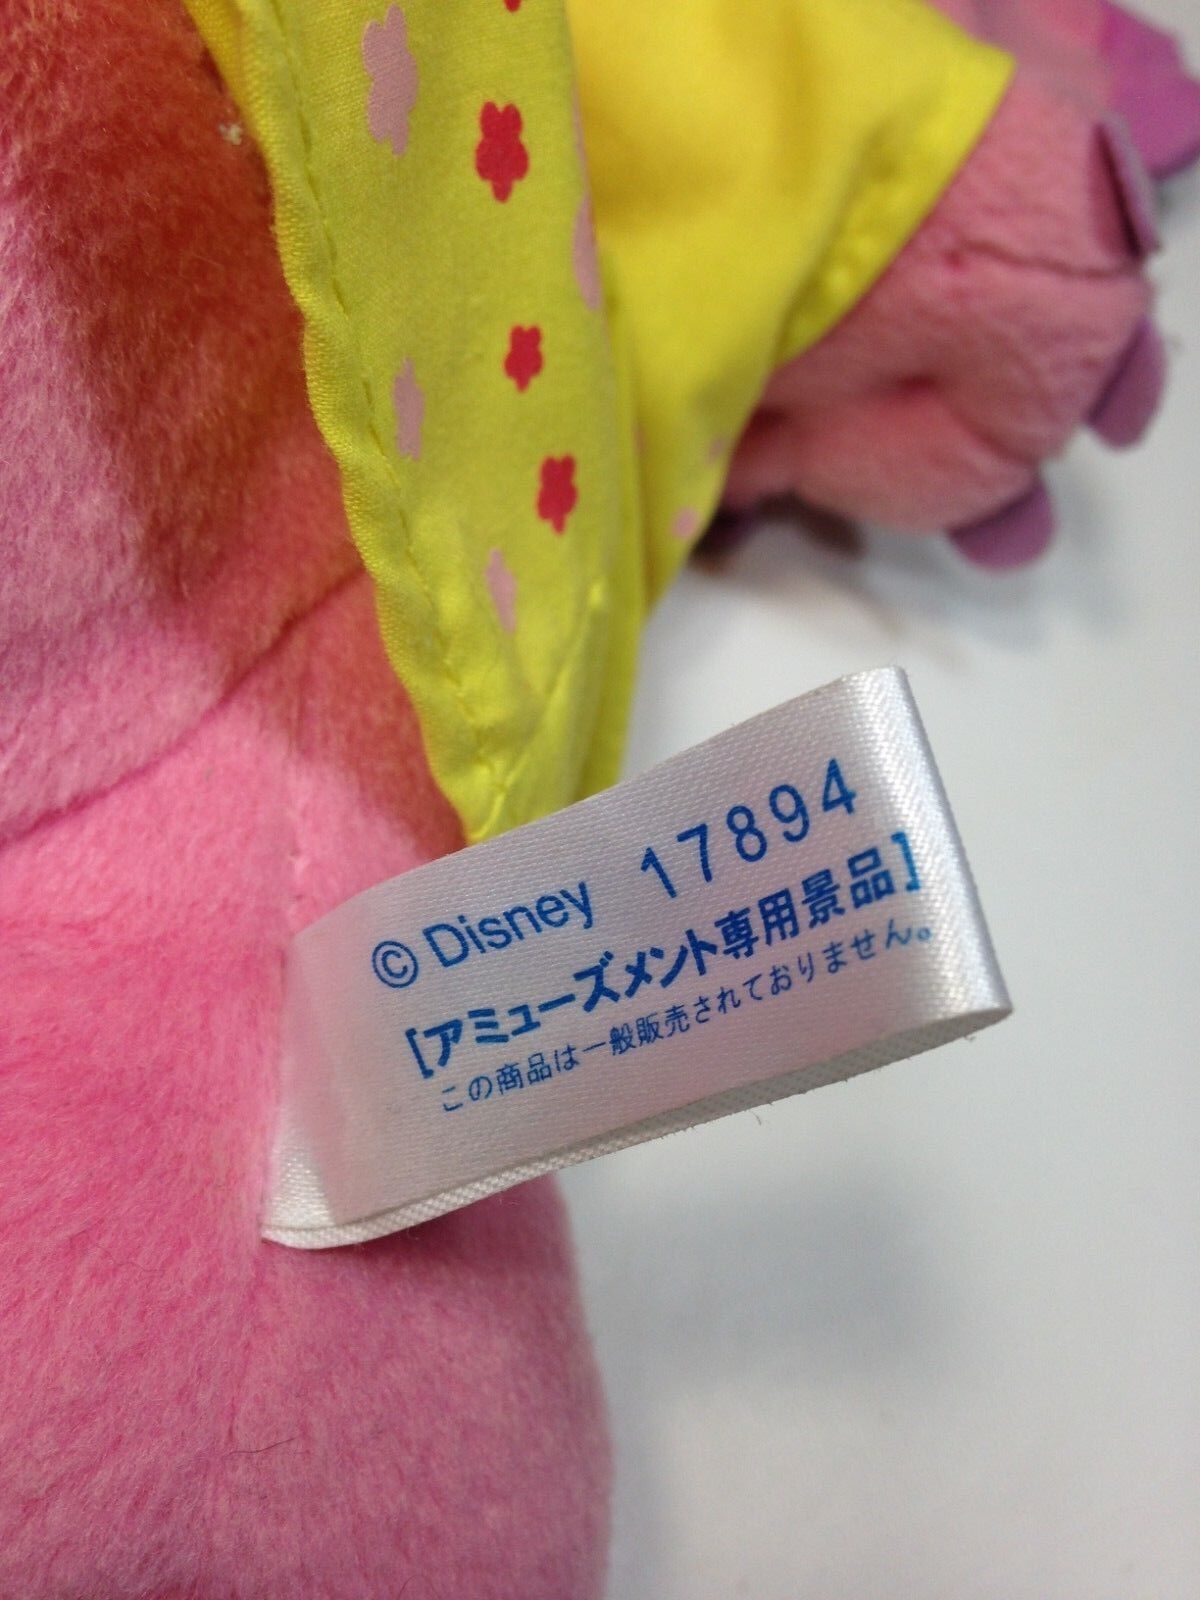 © Disney 17894
[アミューズメント専用景品]
この商品は一般販売されておりません。